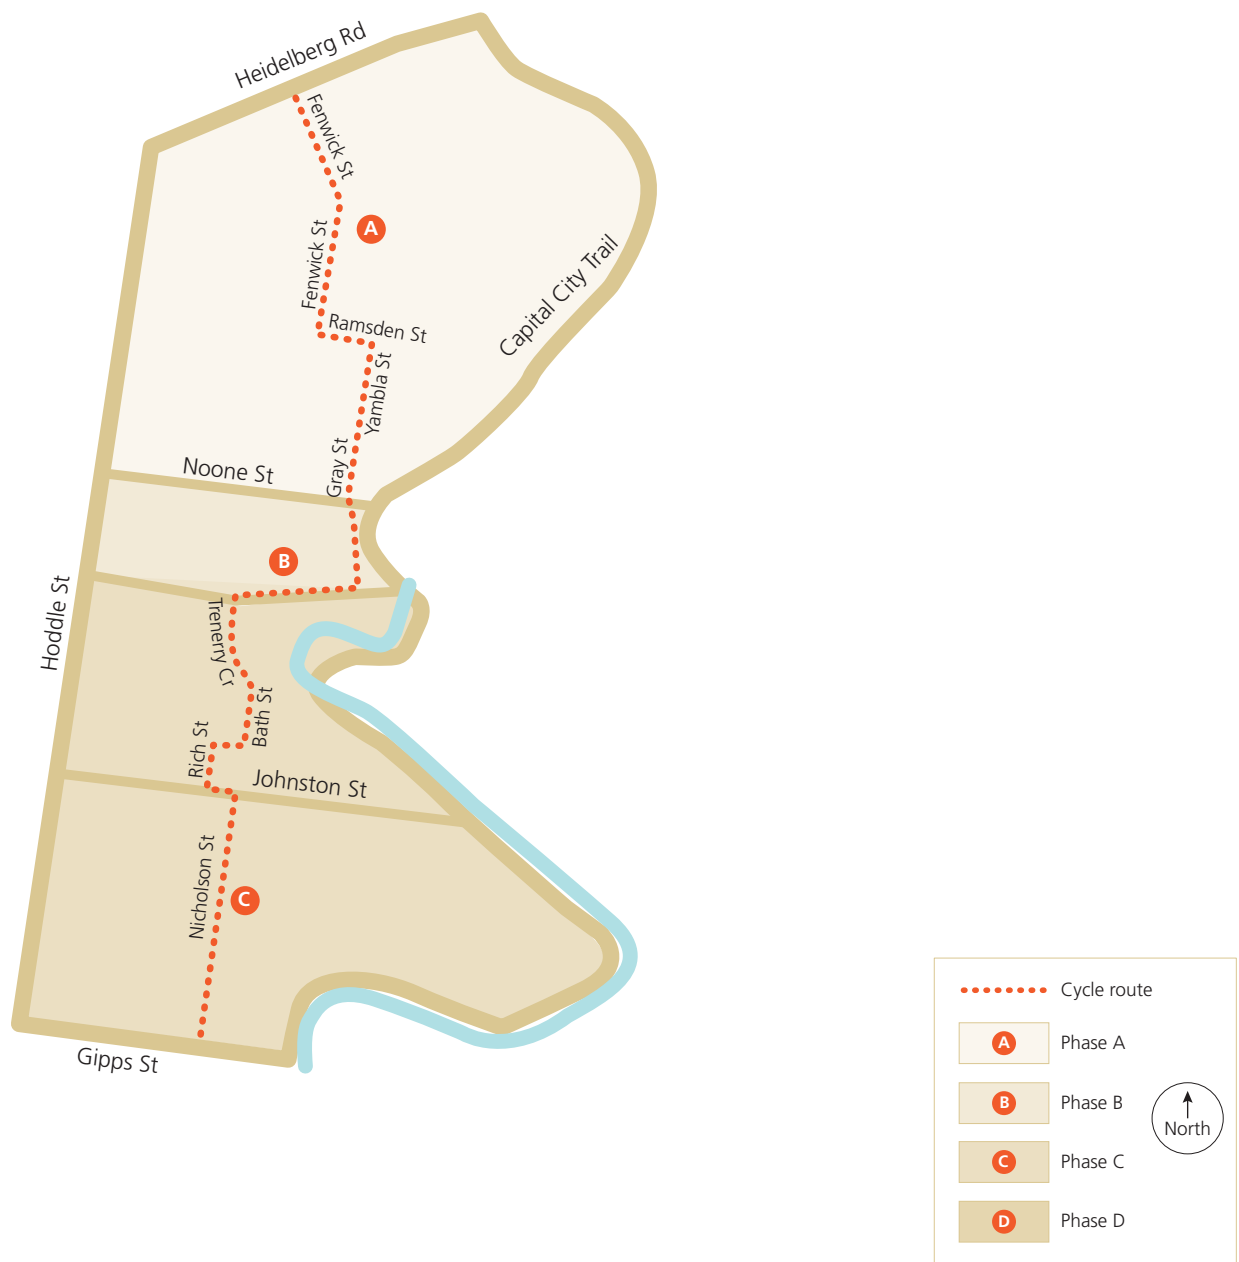 Heidelberg Rd
Fenwick St
A
Fenwick St
Capital City Trail
Ramsden St
Yambla St
Gray St
Noone St
B
Hoddle St
Trenerry Cr
Bath St
Rich St
Johnston St
Nicholson St
C
Gipps St
Cycle route
A Phase A
B Phase B
North
C Phase C
D Phase D